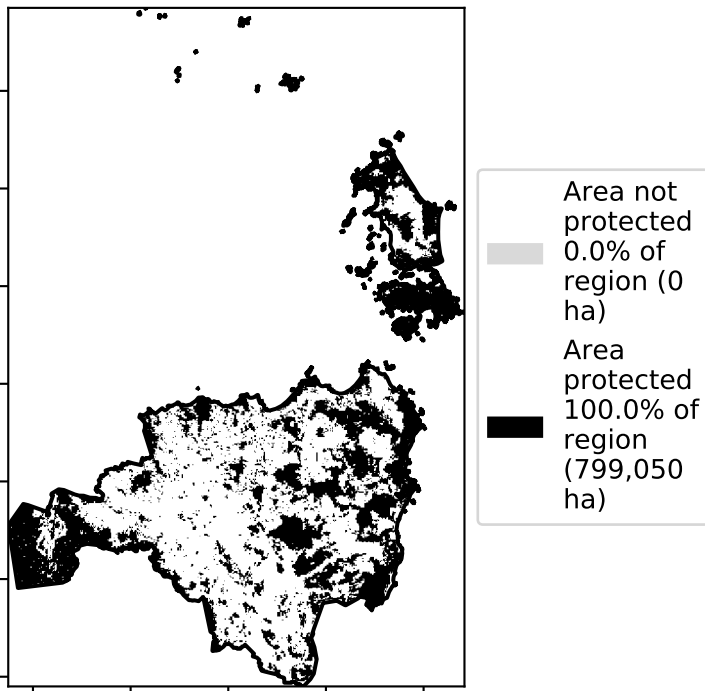 Area not
protected
0.0% of
region (0
ha)
Area
protected
100.0% of
region
(799,050
ha)